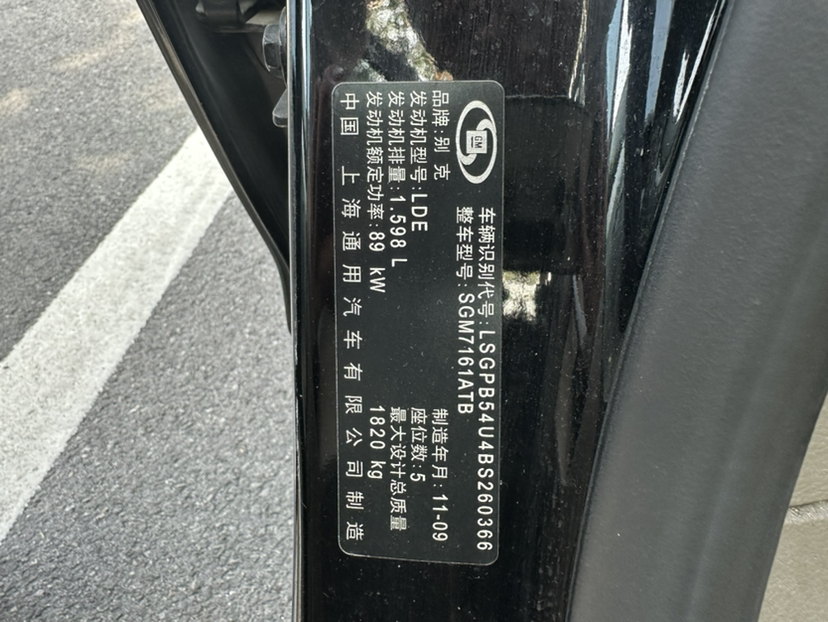 GM
车辆识别代号:LSGPB54U4BS260366
整车型号:SGM7161ATB
品牌:别克 制造年月:11-09
发动机型号:LDE 座位数:5
发动机排量:1.598 L 最大设计总质量
发动机额定功率:89 kW 1820 kg
中国 上海通用汽车有限公司制造